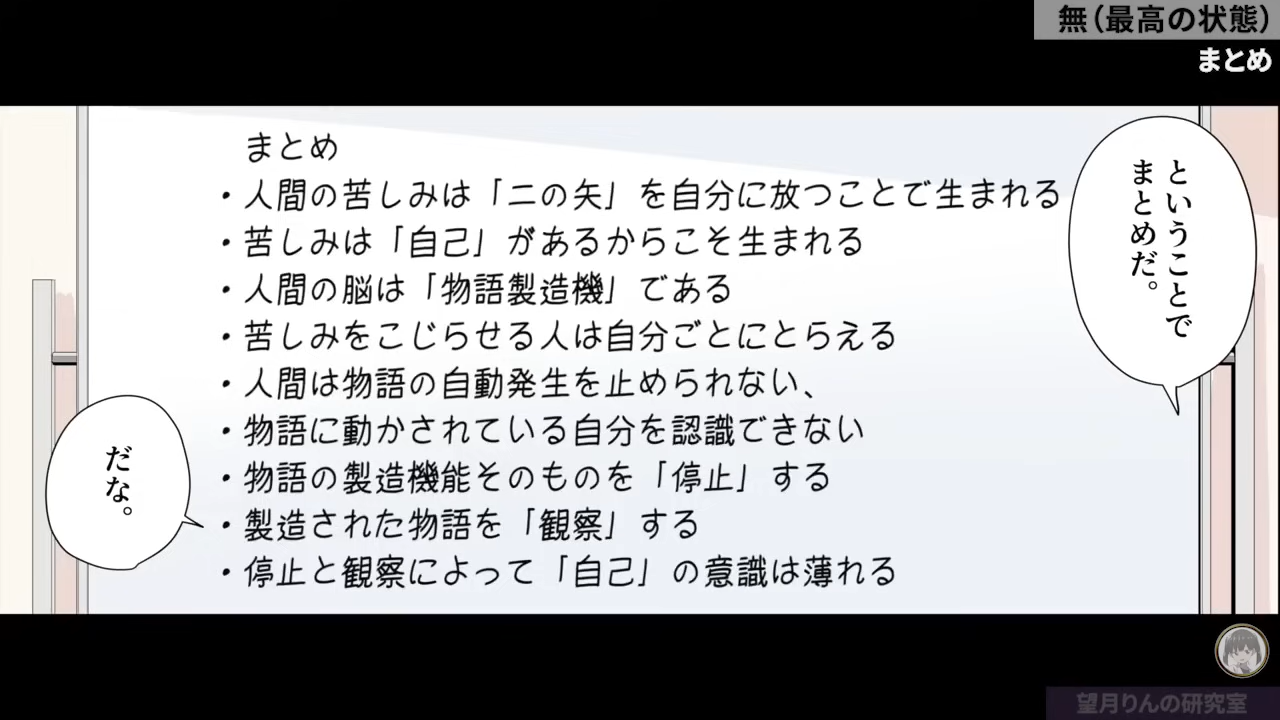 無（最高の状態）
まとめ
まとめ
・人間の苦しみは「二の矢」を自分に放つことで生まれる
・苦しみは「自己」があるからこそ生まれる
・人間の脳は「物語製造機」である
・苦しみをこじらせる人は自分ごとにとらえる
・人間は物語の自動発生を止められない、
・物語に動かされている自分を認識できない
・物語の製造機能そのものを「停止」する
・製造された物語を「観察」する
・停止と観察によって「自己」の意識は薄れる
ということで
まとめだ。
だな。
望月りんの研究室